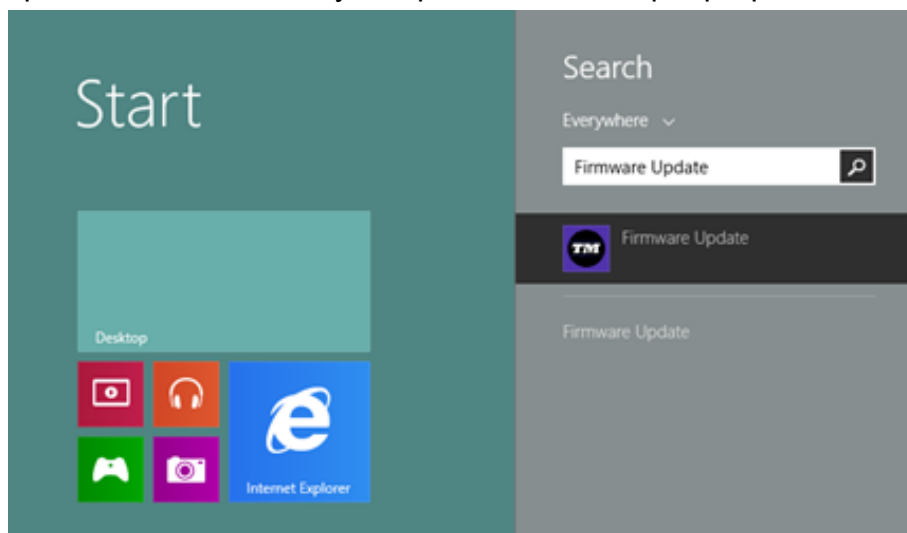 Start
Desktop
Internet Explorer
Search
Everywhere
Firmware Update
TM
Firmware Update
Firmware Update